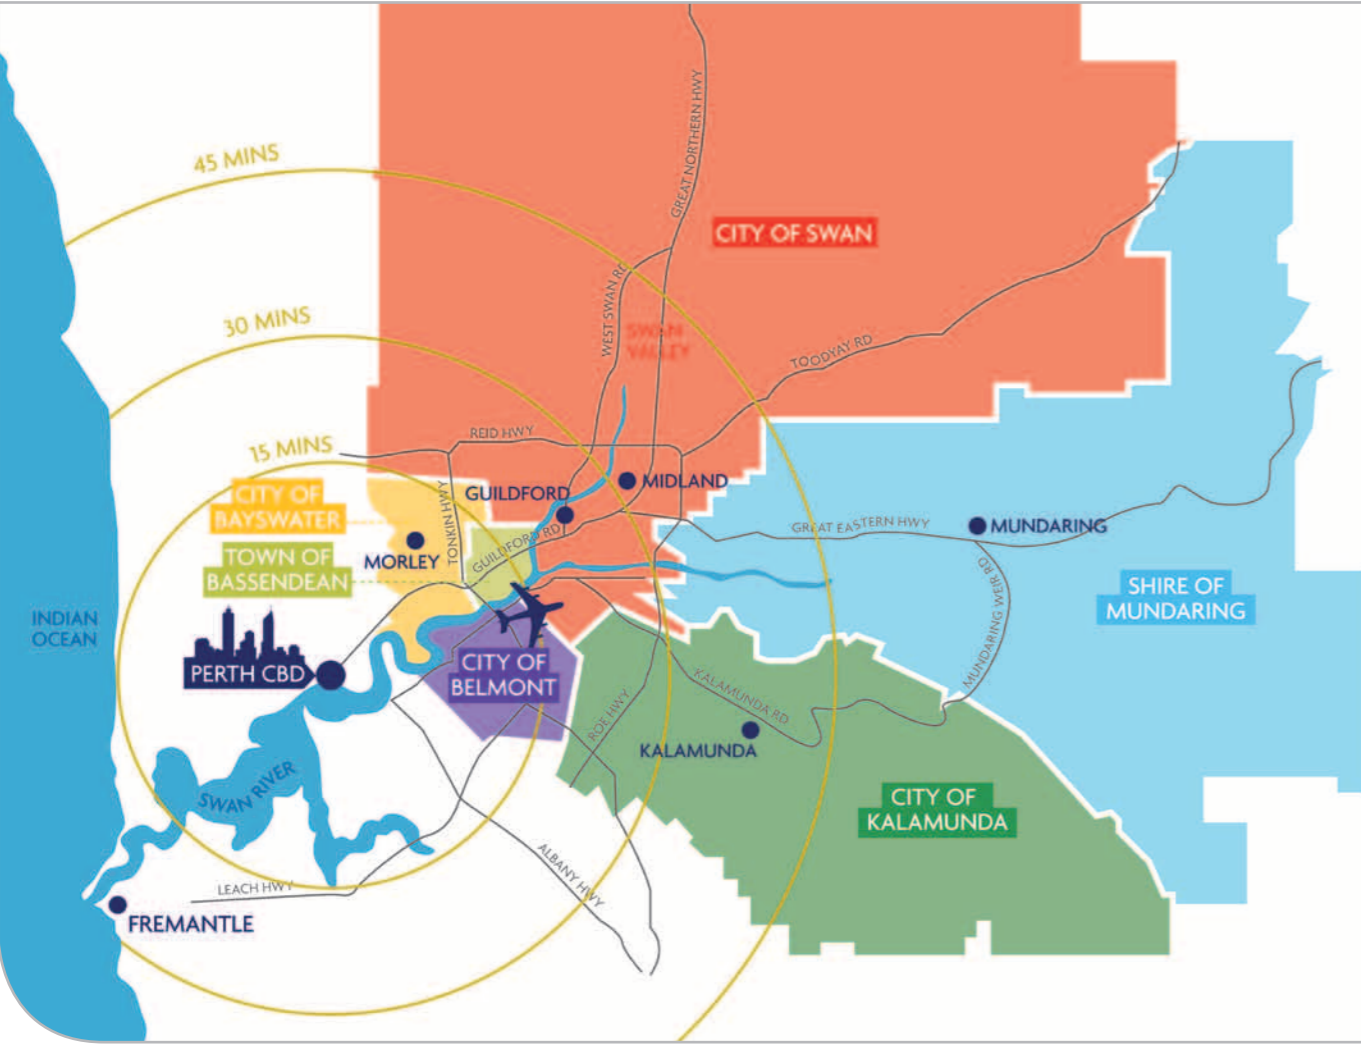 45 MINS
GREAT NORTHERN HWY
CITY OF SWAN
WEST SWAN RD
30 MINS
SWAN
VALLEY
TOODYAY RD
15 MINS
REID HWY
CITY OF
BAYSWATER
TONKIN HWY
GUILDFORD
MIDLAND
MORLEY
GUILDFORD RD
GREAT EASTERN HWY
MUNDARING
TOWN OF
BASSENDEAN
INDIAN
OCEAN
PERTH CBD
CITY OF
BELMONT
SHIRE OF
MUNDARING
MUNDARING WEIR RD
KALAMUNDA RD
ROE HWY
KALAMUNDA
SWAN RIVER
CITY OF
KALAMUNDA
LEACH HWY
ALBANY HWY
FREMANTLE